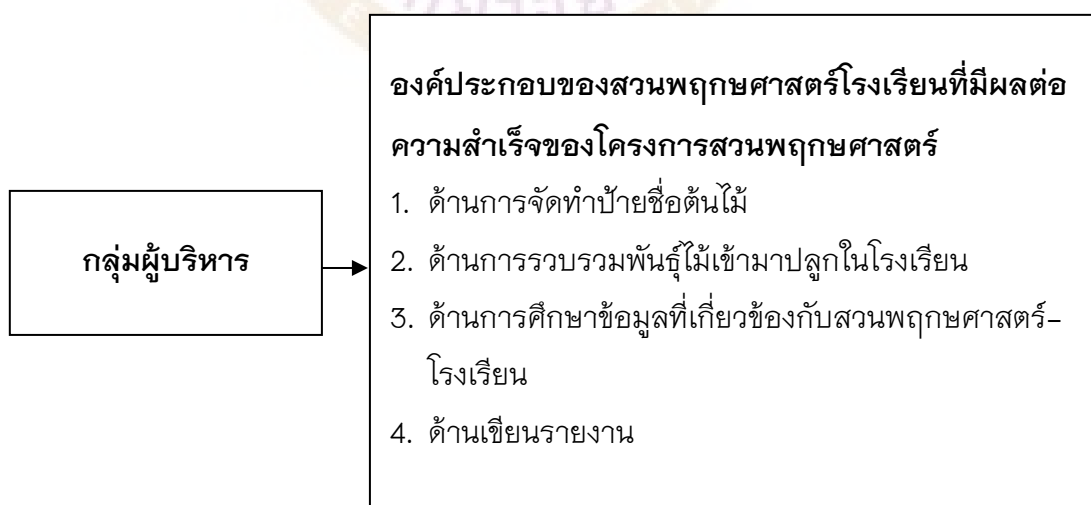 องค์ประกอบของสวนพฤกษศาสตร์โรงเรียนที่มีผลต่อ
ความสำเร็จของโครงการสวนพฤกษศาสตร์
1. ด้านการจัดทำป้ายชื่อต้นไม้
กลุ่มผู้บริหาร
2. ด้านการรวบรวมพันธุ์ไม้เข้ามาปลูกในโรงเรียน
3. ด้านการศึกษาข้อมูลที่เกี่ยวข้องกับสวนพฤกษศาสตร์-
โรงเรียน
4. ด้านเขียนรายงาน